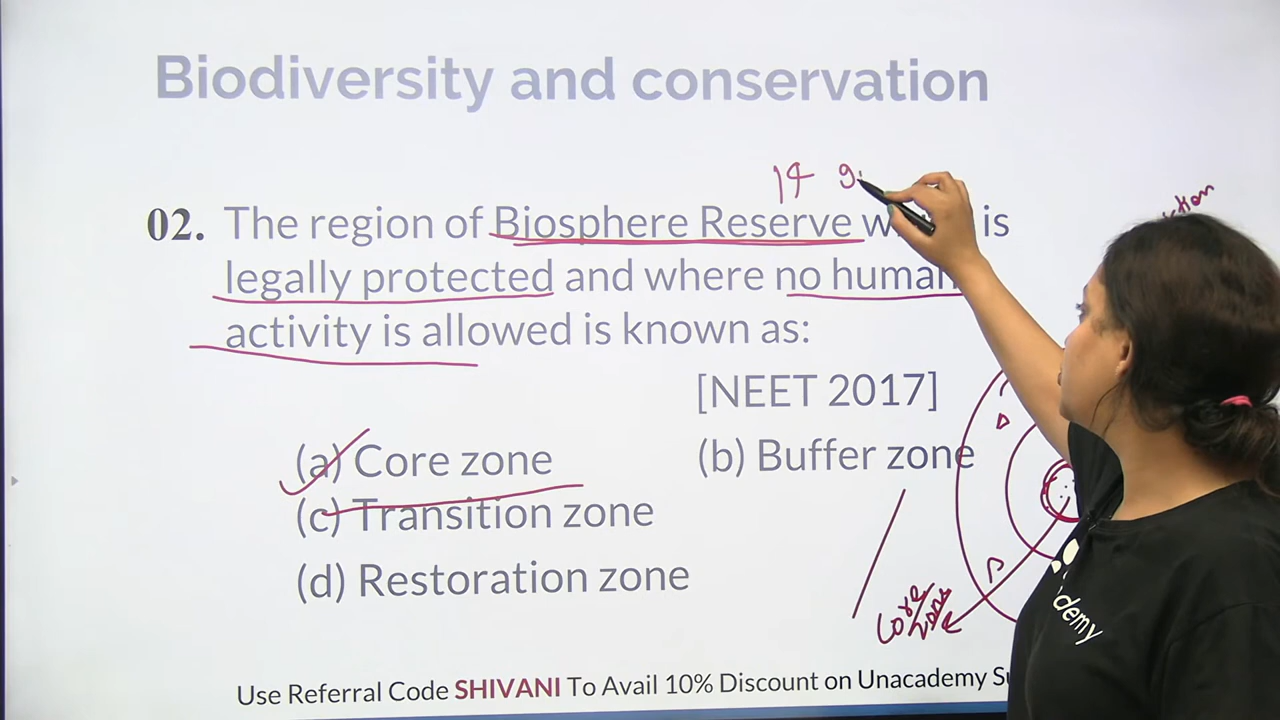 Biodiversity and conservation
14 9
02. The region of Biosphere Reserve is
legally protected and where no human
activity is allowed is known as:
[NEET 2017]
(a) Core zone
(b) Buffer zone
(c) Transition zone
(d) Restoration zone
Core
zone
Use Referral Code SHIVANI To Avail 10% Discount on Unacademy